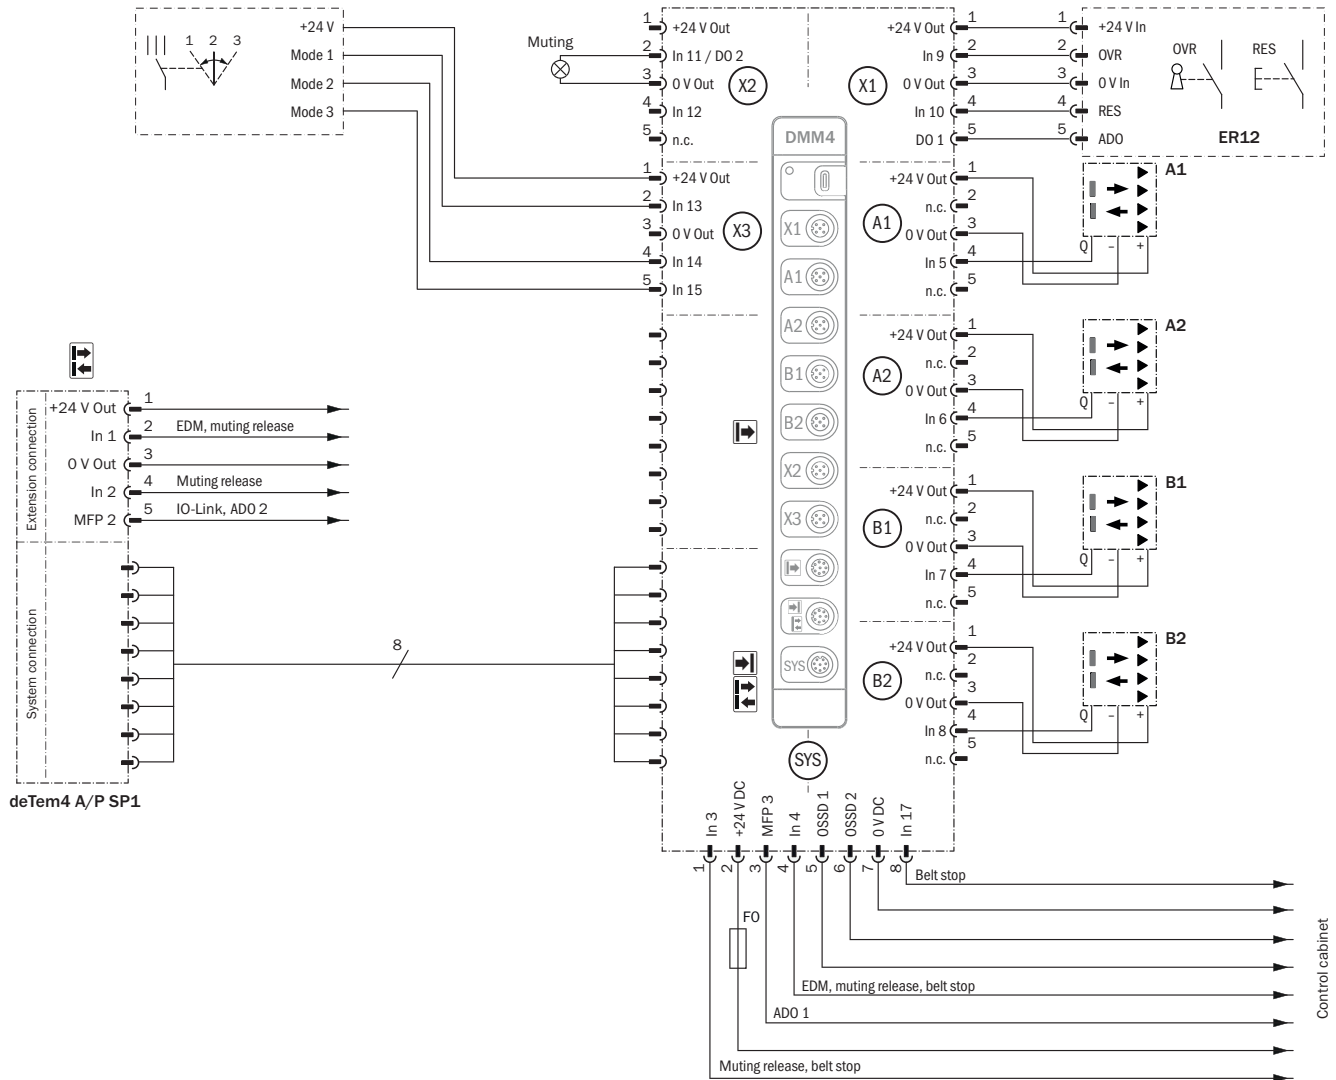 +24 V
Mode 1
Mode 2
Mode 3
1 2 3
Muting
1 +24 V Out
2 In 11 / DO 2
3 0 V Out
4 In 12
5 n.c.
X2
1 +24 V Out
2 In 13
3 0 V Out
4 In 14
5 In 15
X3
DMM4
X1
A1
A2
B1
B2
X2
X3
SYS
SYS
X1
+24 V Out 1
In 9 2
0 V Out 3
In 10 4
DO 1 5
1 +24 V In
2 OVR
3 0 V In
4 RES
5 ADO
OVR
RES
ER12
A1
+24 V Out 1
n.c. 2
0 V Out 3
In 5 4
n.c. 5
A1
Q – +
A2
+24 V Out 1
n.c. 2
0 V Out 3
In 6 4
n.c. 5
A2
Q – +
B1
+24 V Out 1
n.c. 2
0 V Out 3
In 7 4
n.c. 5
B1
Q – +
B2
+24 V Out 1
n.c. 2
0 V Out 3
In 8 4
n.c. 5
B2
Q – +
Extension connection
+24 V Out 1
In 1 2 EDM, muting release
0 V Out 3
In 2 4 Muting release
MFP 2 5 IO-Link, ADO 2
System connection
8
deTem4 A/P SP1
In 3
+24 V DC
MFP 3
In 4
OSSD 1
OSSD 2
0 V DC
In 17
1
2
3
4
5
6
7
8
F0
Belt stop
EDM, muting release, belt stop
ADO 1
Muting release, belt stop
Control cabinet